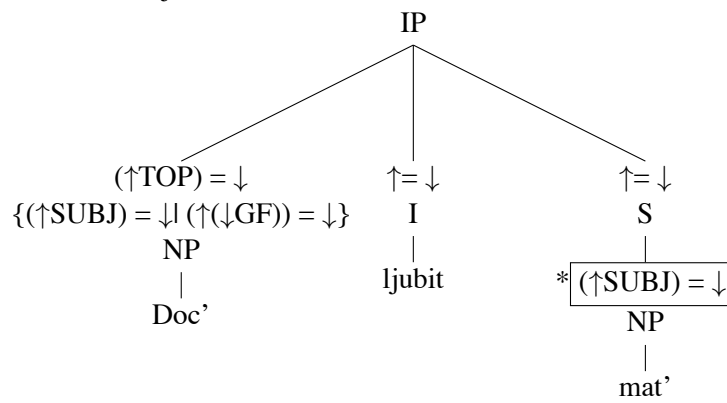 IP
(↑TOP) = ↓ ↑= ↓ ↑= ↓
{(↑SUBJ) = ↓| (↑(↓GF)) = ↓} I S
NP ljubit * (↑SUBJ) = ↓
Doc’ NP
mat’